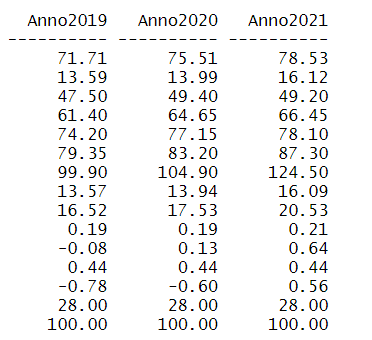 Anno2019 Anno2020 Anno2021
---------- ---------- ----------
71.71 75.51 78.53
13.59 13.99 16.12
47.50 49.40 49.20
61.40 64.65 66.45
74.20 77.15 78.10
79.35 83.20 87.30
99.90 104.90 124.50
13.57 13.94 16.09
16.52 17.53 20.53
0.19 0.19 0.21
-0.08 0.13 0.64
0.44 0.44 0.44
-0.78 -0.60 0.56
28.00 28.00 28.00
100.00 100.00 100.00